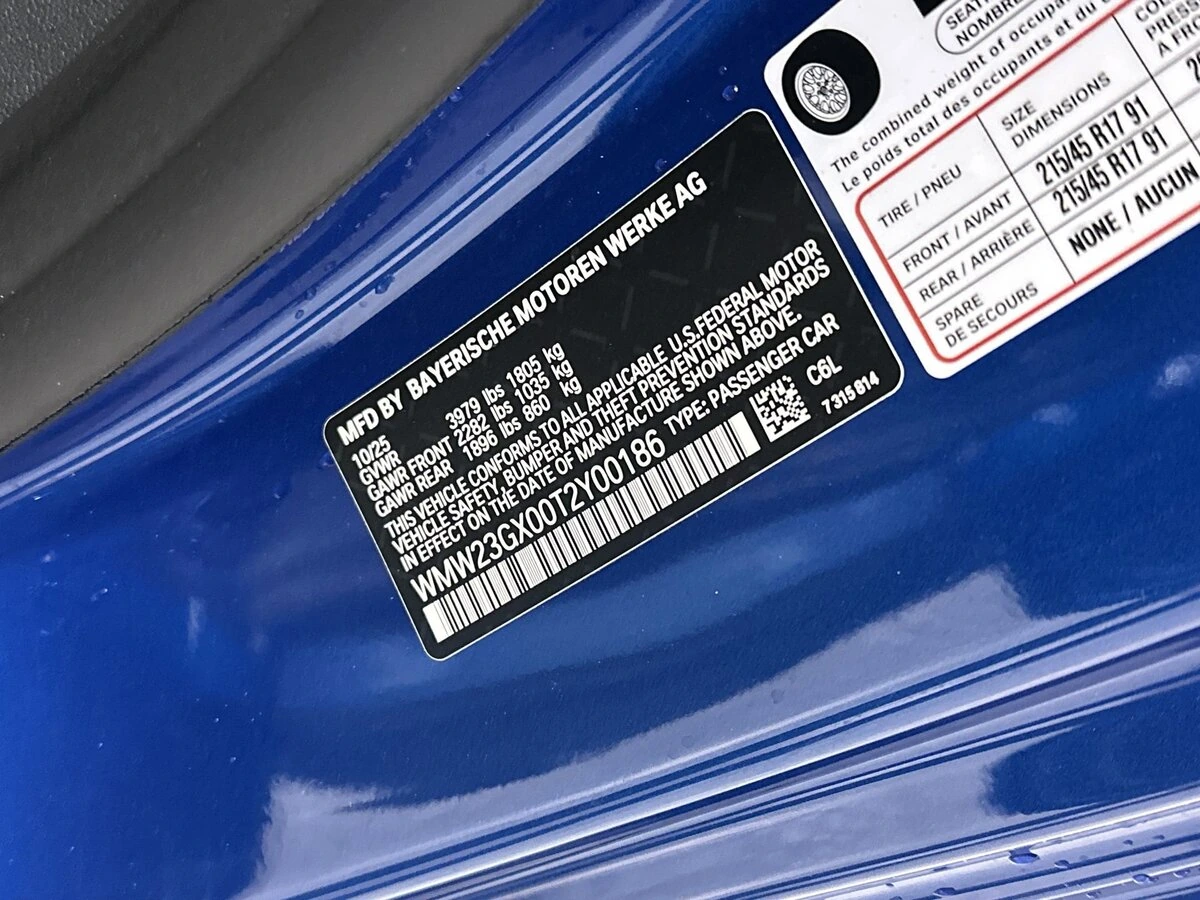 MFD BY BAYERISCHE MOTOREN WERKE AG
10/25
GVWR 3979 lbs 1805 kg
GAWR FRONT 2282 lbs 1035 kg
GAWR REAR 1896 lbs 860 kg
THIS VEHICLE CONFORMS TO ALL APPLICABLE U.S.FEDERAL MOTOR
VEHICLE SAFETY, BUMPER AND THEFT PREVENTION STANDARDS
IN EFFECT ON THE DATE OF MANUFACTURE SHOWN ABOVE.
WMW23GX00T2Y00186 TYPE: PASSENGER CAR
C6L
7315814
NOMBRE
The combined weight of
Le poids total des occupants et du
TIRE / PNEU
SIZE
DIMENSIONS
FRONT / AVANT
215/45 R17 91
REAR / ARRIÈRE
215/45 R17 91
SPARE
DE SECOURS
NONE / AUCUN
A